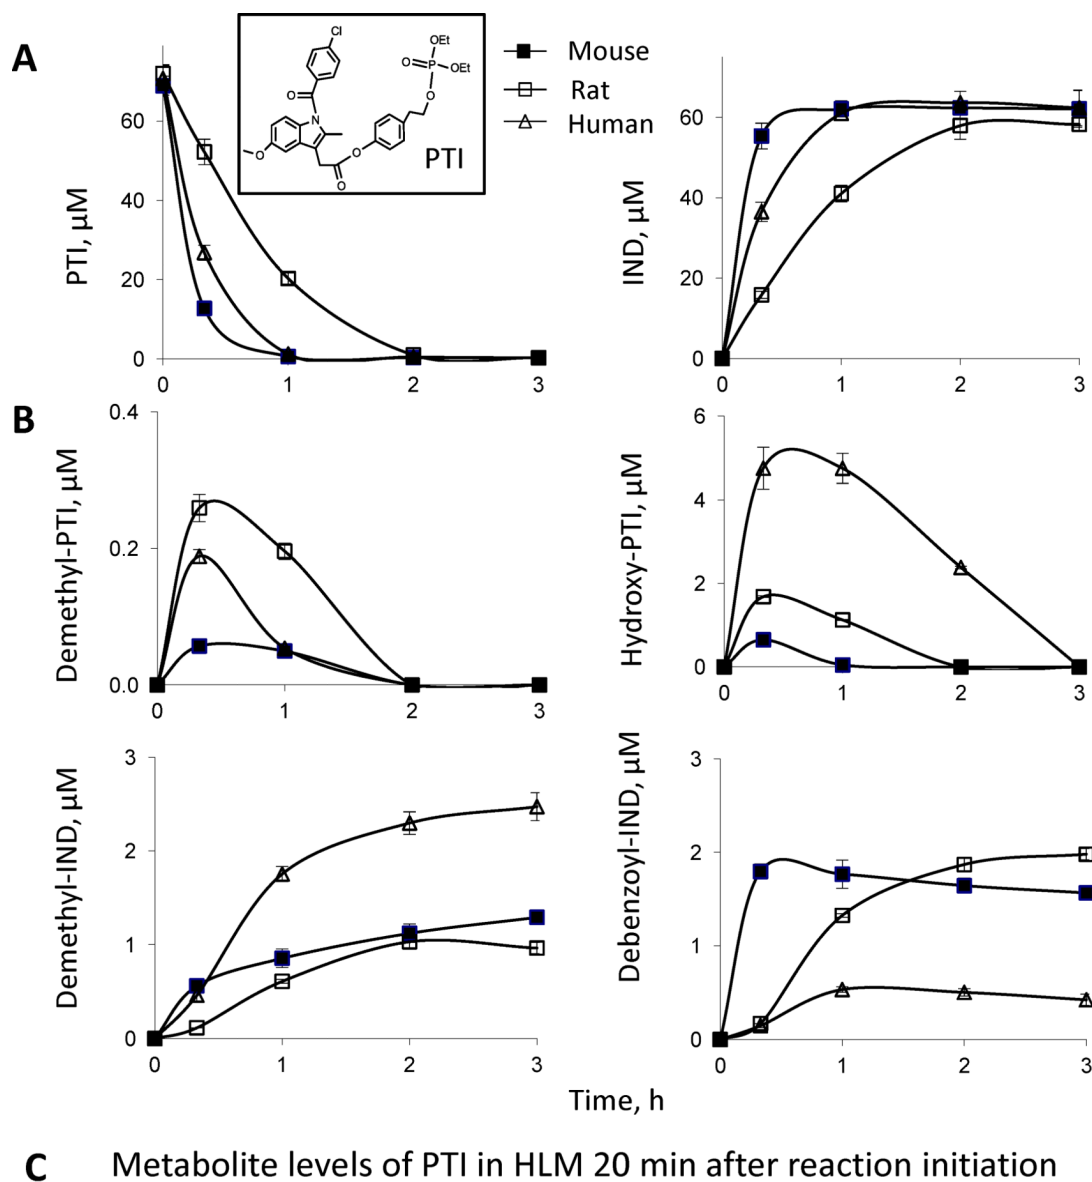 A
Cl
O
N
O
O
O
O
P
O
OEt
OEt
PTI
Mouse
Rat
Human
PTI, µM
60
40
20
0
0 1 2 3
IND, µM
60
40
20
0
0 1 2 3
B
Demethyl-PTI, µM
0.4
0.2
0.0
0 1 2 3
Hydroxy-PTI, µM
6
4
2
0
0 1 2 3
Demethyl-IND, µM
3
2
1
0
0 1 2 3
Debenzoyl-IND, µM
3
2
1
0
0 1 2 3
Time, h
C Metabolite levels of PTI in HLM 20 min after reaction initiation